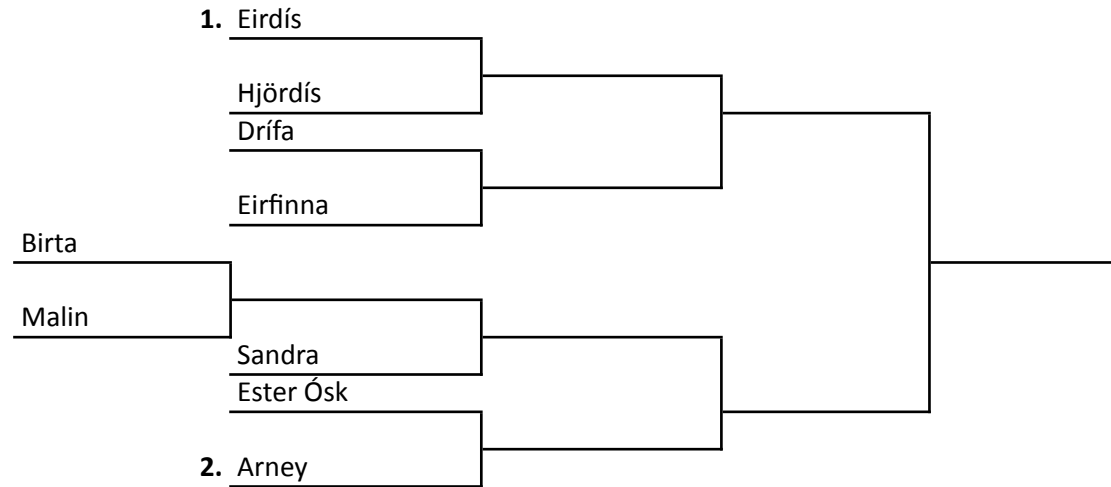 1. Eirdís
Hjördís
Drífa
Eirfinna
Birta
Malin
Sandra
Ester Ósk
2. Arney